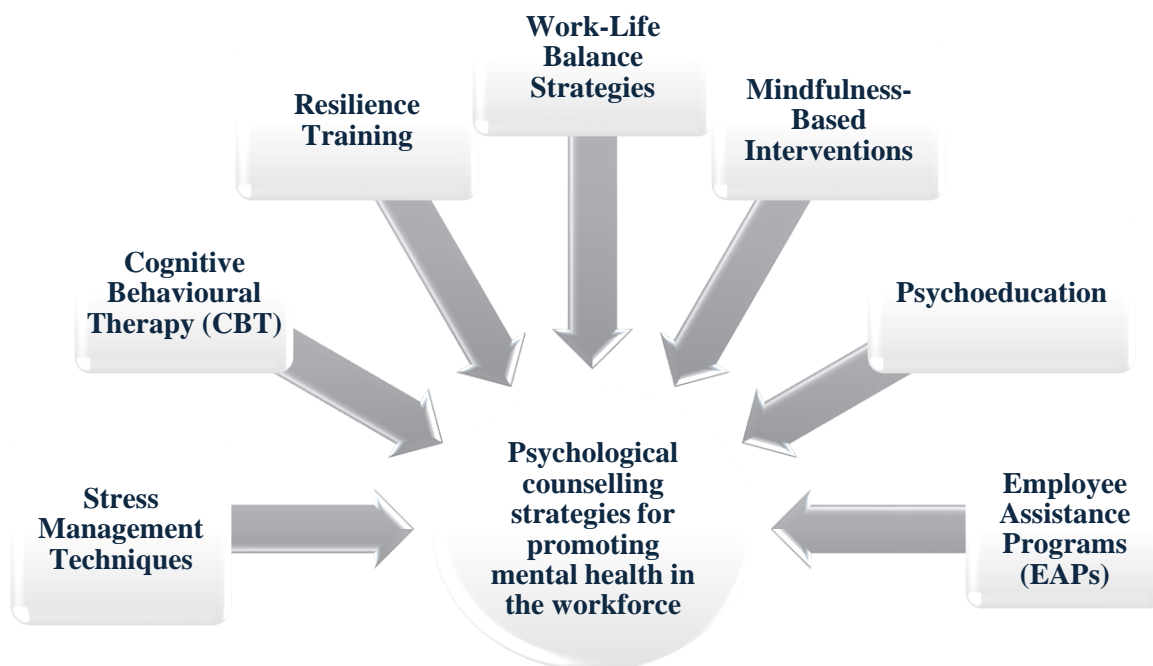 Work-Life
Balance
Strategies
Resilience
Training
Mindfulness-
Based
Interventions
Cognitive
Behavioural
Therapy (CBT)
Psychoeducation
Stress
Management
Techniques
Psychological
counselling
strategies for
promoting
mental health in
the workforce
Employee
Assistance
Programs
(EAPs)